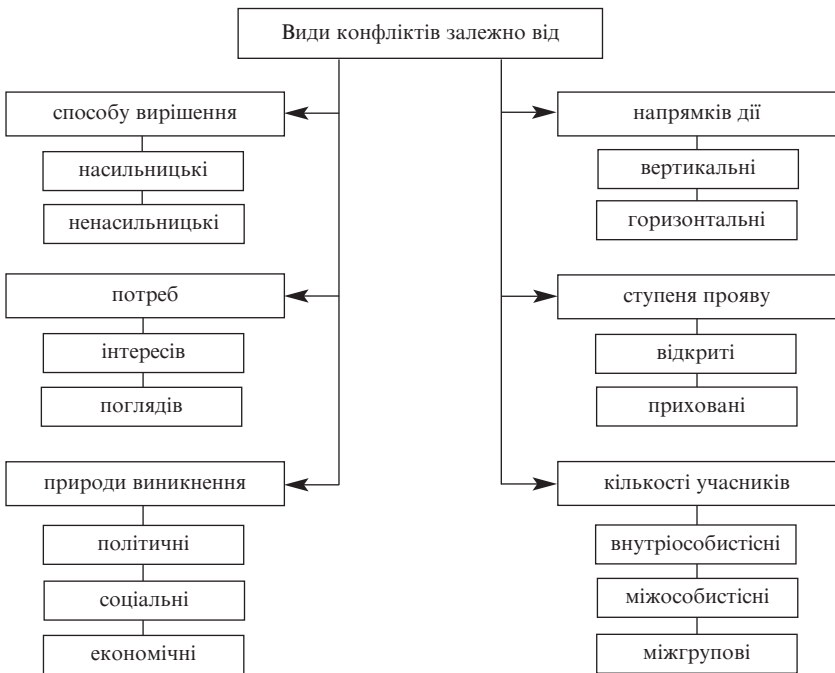 Види конфліктів залежно від
способу вирішення
насильницькі
ненасильницькі
потреб
інтересів
поглядів
природи виникнення
політичні
соціальні
економічні
напрямків дії
вертикальні
горизонтальні
ступеня прояву
відкриті
приховані
кількості учасників
внутріособистісні
міжособистісні
міжгрупові